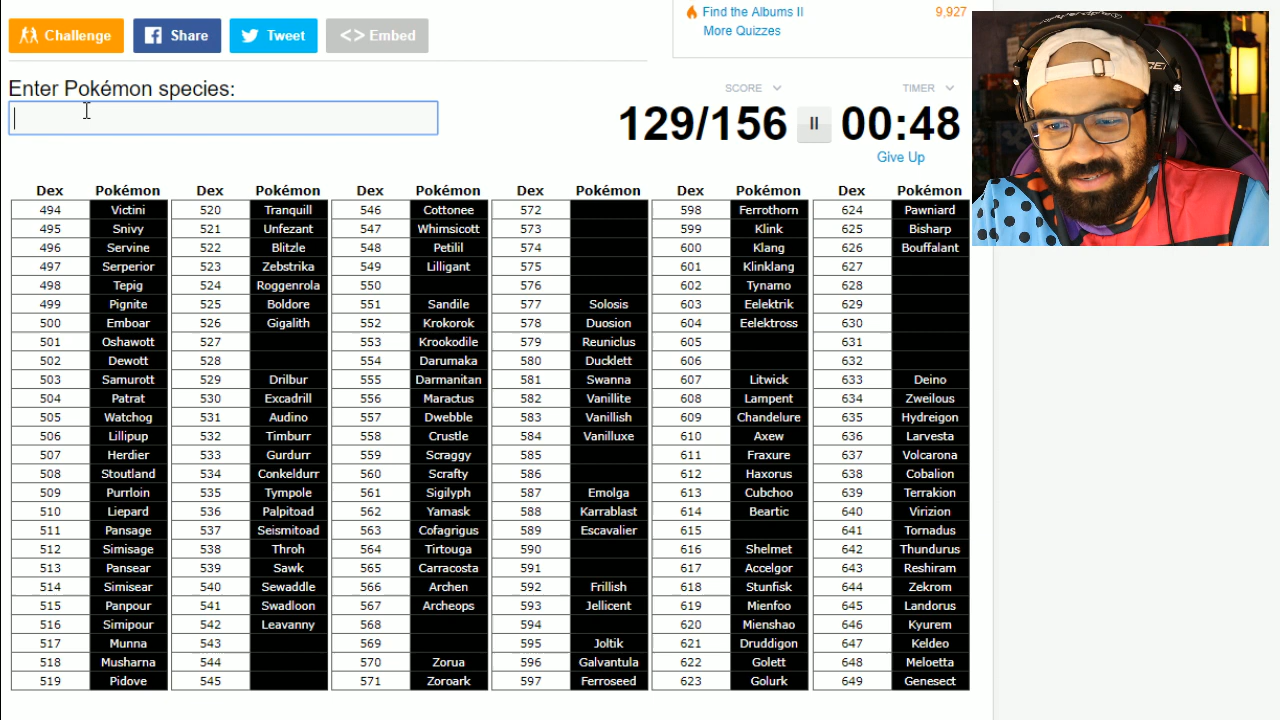 Find the Albums II 9,927
More Quizzes
Challenge Share Tweet <> Embed
Enter Pokémon species:
SCORE TIMER
129/156 II 00:48
Give Up
Dex Pokémon Dex Pokémon Dex Pokémon Dex Pokémon Dex Pokémon Dex Pokémon
494 Victini 520 Tranquill 546 Cottonee 572 598 Ferrothorn 624 Pawniard
495 Snivy 521 Unfezant 547 Whimsicott 573 599 Klink 625 Bisharp
496 Servine 522 Blitzle 548 Petilil 574 600 Klang 626 Bouffalant
497 Serperior 523 Zebstrika 549 Lilligant 575 601 Klinklang 627
498 Tepig 524 Roggenrola 550 576 602 Tynamo 628
499 Pignite 525 Boldore 551 Sandile 577 Solosis 603 Eelektrik 629
500 Emboar 526 Gigalith 552 Krokorok 578 Duosion 604 Eelektross 630
501 Oshawott 527 553 Krookodile 579 Reuniclus 605 631
502 Dewott 528 554 Darumaka 580 Ducklett 606 632
503 Samurott 529 Drilbur 555 Darmanitan 581 Swanna 607 Litwick 633 Deino
504 Patrat 530 Excadrill 556 Maractus 582 Vanillite 608 Lampent 634 Zweilous
505 Watchog 531 Audino 557 Dwebble 583 Vanillish 609 Chandelure 635 Hydreigon
506 Lillipup 532 Timburr 558 Crustle 584 Vanilluxe 610 Axew 636 Larvesta
507 Herdier 533 Gurdurr 559 Scraggy 585 611 Fraxure 637 Volcarona
508 Stoutland 534 Conkeldurr 560 Scrafty 586 612 Haxorus 638 Cobalion
509 Purrloin 535 Tympole 561 Sigilyph 587 Emolga 613 Cubchoo 639 Terrakion
510 Liepard 536 Palpitoad 562 Yamask 588 Karrablast 614 Beartic 640 Virizion
511 Pansage 537 Seismitoad 563 Cofagrigus 589 Escavalier 615 641 Tornadus
512 Simisage 538 Throh 564 Tirtouga 590 616 Shelmet 642 Thundurus
513 Pansear 539 Sawk 565 Carracosta 591 617 Accelgor 643 Reshiram
514 Simisear 540 Sewaddle 566 Archen 592 Frillish 618 Stunfisk 644 Zekrom
515 Panpour 541 Swadloon 567 Archeops 593 Jellicent 619 Mienfoo 645 Landorus
516 Simipour 542 Leavanny 568 594 620 Mienshao 646 Kyurem
517 Munna 543 569 595 Joltik 621 Druddigon 647 Keldeo
518 Musharna 544 570 Zorua 596 Galvantula 622 Golett 648 Meloetta
519 Pidove 545 571 Zoroark 597 Ferroseed 623 Golurk 649 Genesect